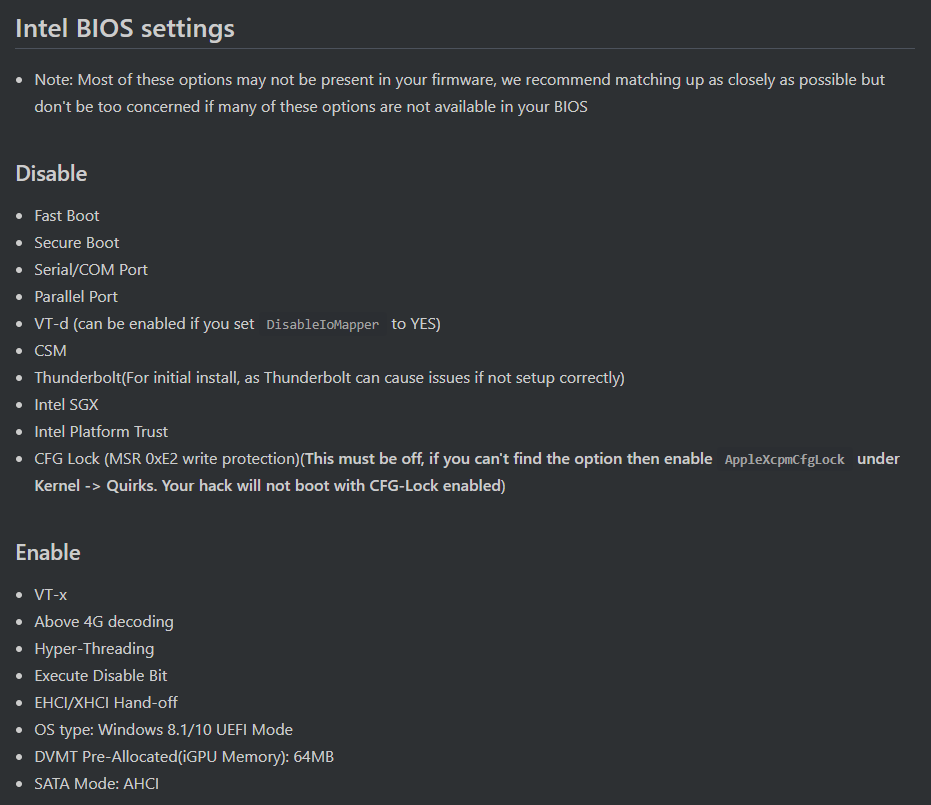 Intel BIOS settings
Note: Most of these options may not be present in your firmware, we recommend matching up as closely as possible but
don't be too concerned if many of these options are not available in your BIOS
Disable
Fast Boot
Secure Boot
Serial/COM Port
Parallel Port
VT-d (can be enabled if you set DisableIoMapper to YES)
CSM
Thunderbolt(For initial install, as Thunderbolt can cause issues if not setup correctly)
Intel SGX
Intel Platform Trust
CFG Lock (MSR 0xE2 write protection)(This must be off, if you can't find the option then enable AppleXcpmCfgLock under
Kernel -> Quirks. Your hack will not boot with CFG-Lock enabled)
Enable
VT-x
Above 4G decoding
Hyper-Threading
Execute Disable Bit
EHCI/XHCI Hand-off
OS type: Windows 8.1/10 UEFI Mode
DVMT Pre-Allocated(iGPU Memory): 64MB
SATA Mode: AHCI